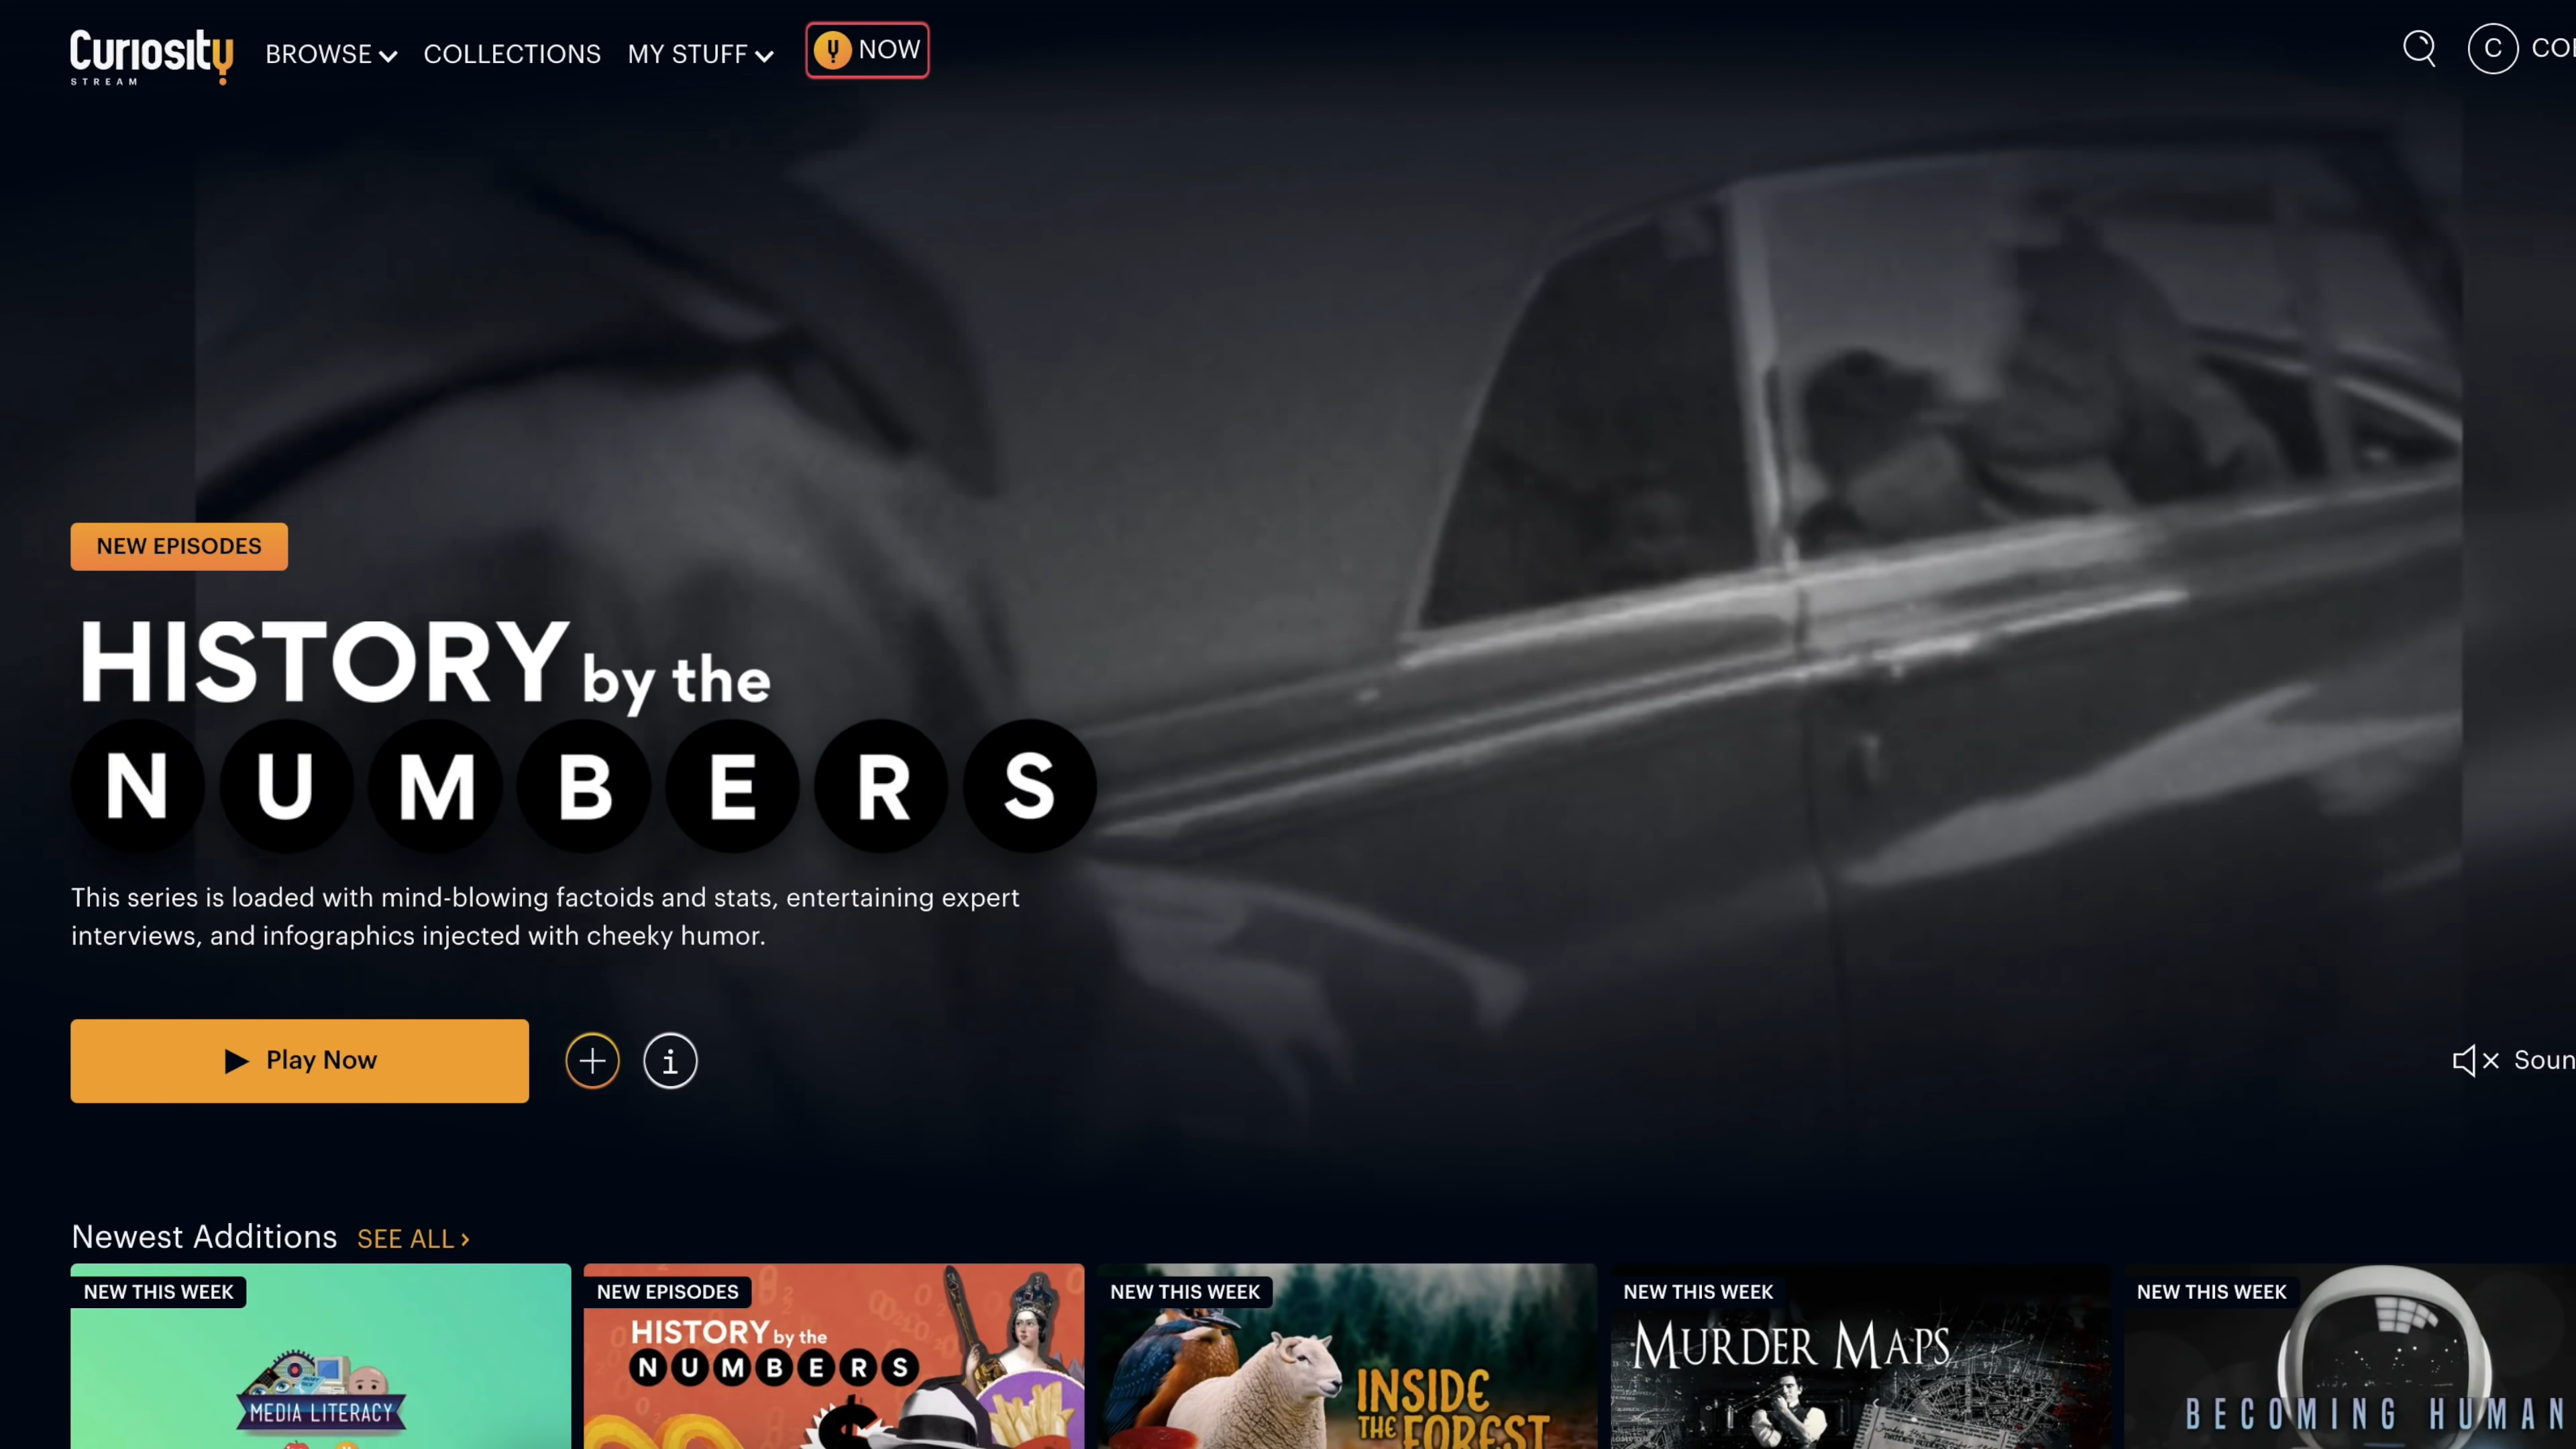 Curiosity
STREAM
BROWSE
COLLECTIONS
MY STUFF
NOW
C
NEW EPISODES
HISTORY by the
NUMBERS
This series is loaded with mind-blowing factoids and stats, entertaining expert
interviews, and infographics injected with cheeky humor.
Play Now
i
Newest Additions SEE ALL
NEW THIS WEEK
MEDIA LITERACY
NEW EPISODES
HISTORY by the
NUMBERS
NEW THIS WEEK
INSIDE
THE FOREST
NEW THIS WEEK
MURDER MAPS
NEW THIS WEEK
BECOMING HUMAN